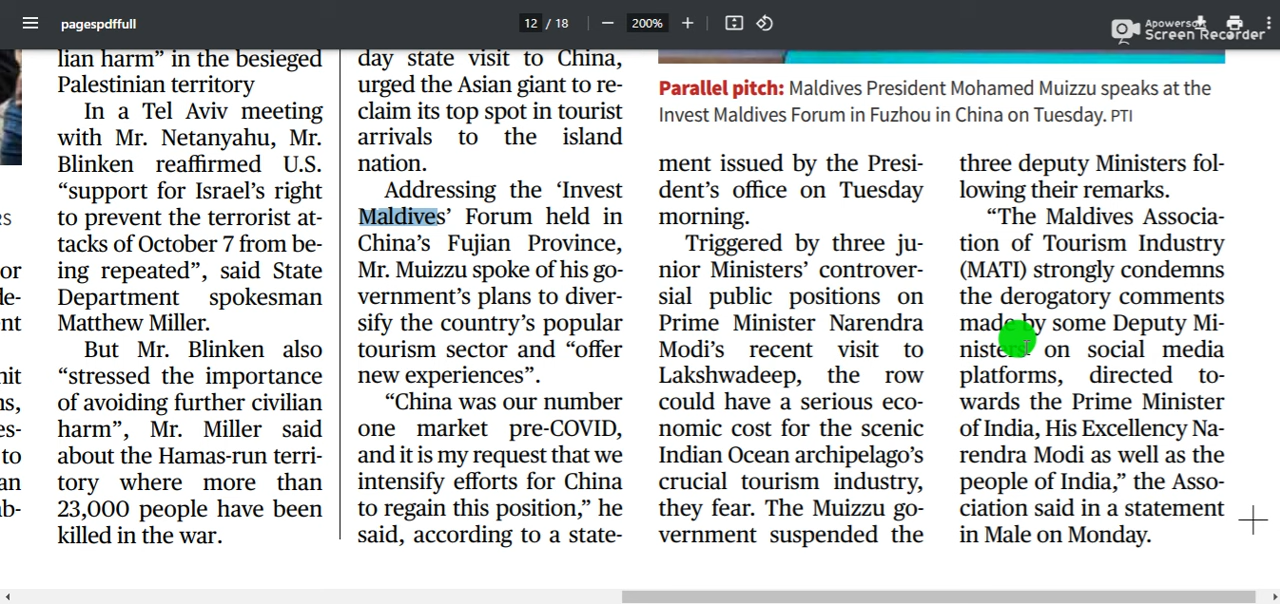 pagespdffull
12 / 18
200%
Apowersoft
Screen Recorder
lian harm” in the besieged
Palestinian territory
In a Tel Aviv meeting
with Mr. Netanyahu, Mr.
Blinken reaffirmed U.S.
“support for Israel’s right
to prevent the terrorist at-
tacks of October 7 from be-
ing repeated”, said State
Department spokesman
Matthew Miller.
But Mr. Blinken also
“stressed the importance
of avoiding further civilian
harm”, Mr. Miller said
about the Hamas-run terri-
tory where more than
23,000 people have been
killed in the war.
day state visit to China,
urged the Asian giant to re-
claim its top spot in tourist
arrivals to the island
nation.
Addressing the ‘Invest
Maldives’ Forum held in
China’s Fujian Province,
Mr. Muizzu spoke of his go-
vernment’s plans to diver-
sify the country’s popular
tourism sector and “offer
new experiences”.
“China was our number
one market pre-COVID,
and it is my request that we
intensify efforts for China
to regain this position,” he
said, according to a state-
Parallel pitch: Maldives President Mohamed Muizzu speaks at the
Invest Maldives Forum in Fuzhou in China on Tuesday. PTI
ment issued by the Presi-
dent’s office on Tuesday
morning.
Triggered by three ju-
nior Ministers’ controver-
sial public positions on
Prime Minister Narendra
Modi’s recent visit to
Lakshwadeep, the row
could have a serious eco-
nomic cost for the scenic
Indian Ocean archipelago’s
crucial tourism industry,
they fear. The Muizzu go-
vernment suspended the
three deputy Ministers fol-
lowing their remarks.
“The Maldives Associa-
tion of Tourism Industry
(MATI) strongly condemns
the derogatory comments
made by some Deputy Mi-
nisters on social media
platforms, directed to-
wards the Prime Minister
of India, His Excellency Na-
rendra Modi as well as the
people of India,” the Asso-
ciation said in a statement
in Male on Monday.